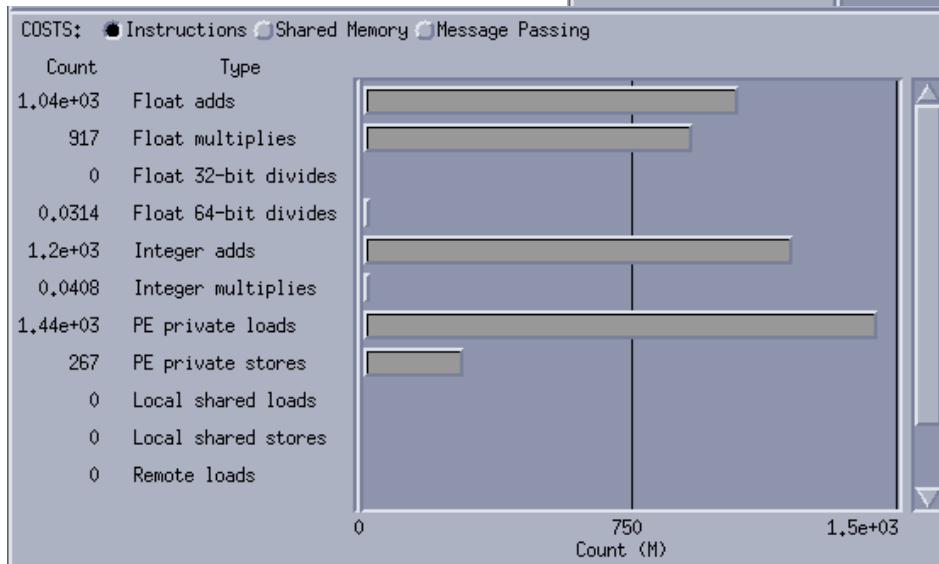 COSTS: Instructions Shared Memory Message Passing
Count Type
1.04e+03 Float adds
917 Float multiplies
0 Float 32-bit divides
0.0314 Float 64-bit divides
1.2e+03 Integer adds
0.0408 Integer multiplies
1.44e+03 PE private loads
267 PE private stores
0 Local shared loads
0 Local shared stores
0 Remote loads
0 750 1.5e+03
Count (M)